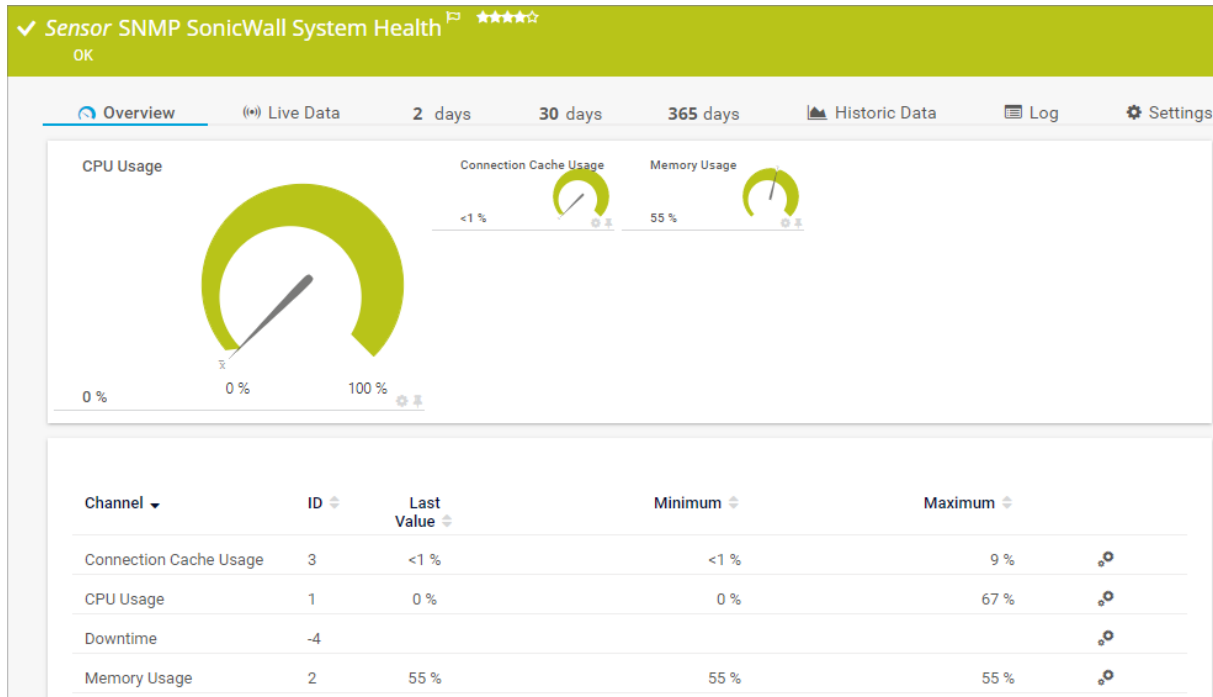 Sensor SNMP SonicWall System Health
OK
Overview Live Data 2 days 30 days 365 days Historic Data Log Settings
CPU Usage
x̄
0 % 100 %
0 %
Connection Cache Usage
<1 %
Memory Usage
55 %
Channel ID Last Value Minimum Maximum
Connection Cache Usage 3 <1 % <1 % 9 %
CPU Usage 1 0 % 0 % 67 %
Downtime -4
Memory Usage 2 55 % 55 % 55 %